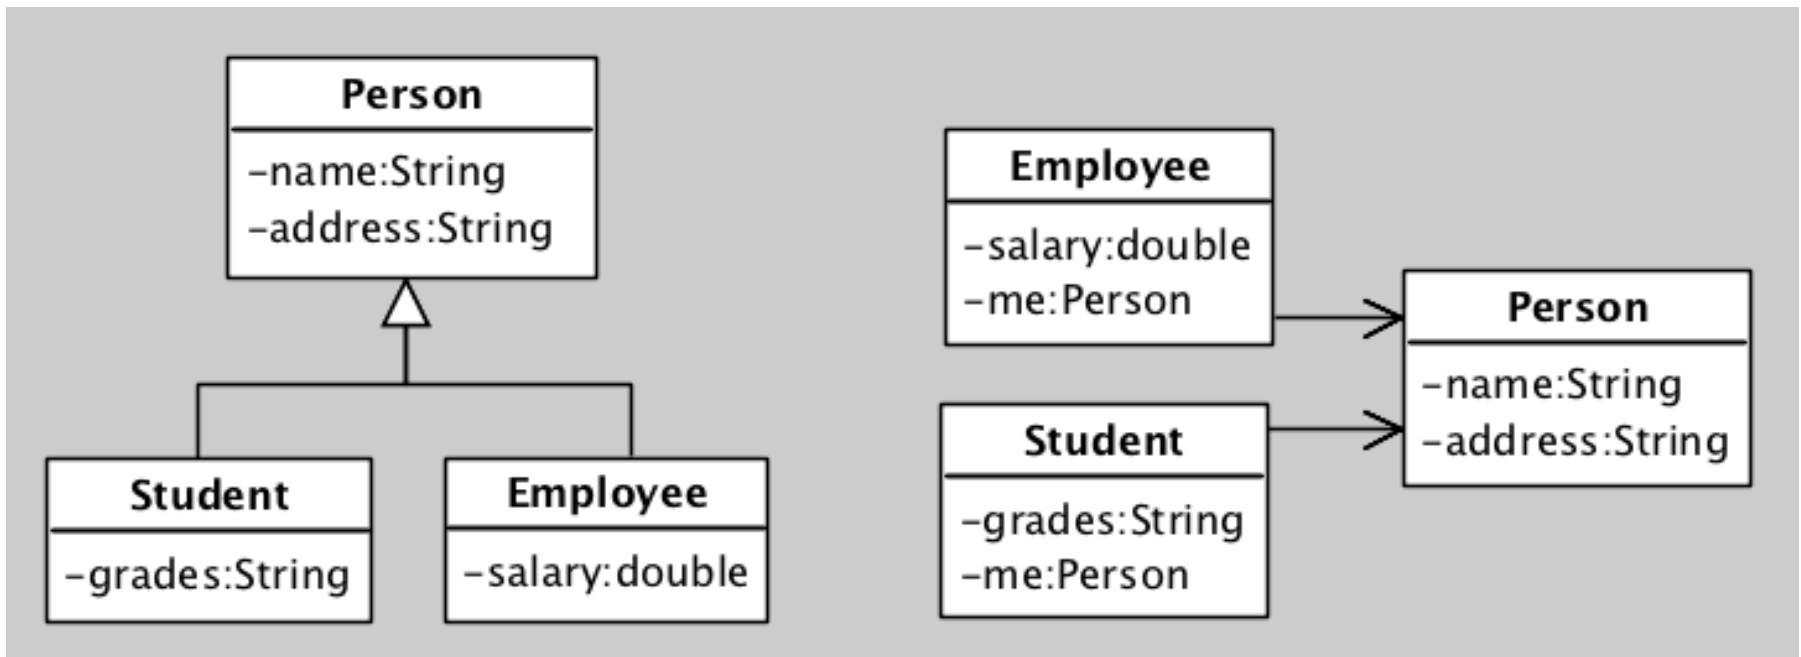 Person
-name:String
-address:String
Student
-grades:String
Employee
-salary:double
Employee
-salary:double
-me:Person
Student
-grades:String
-me:Person
Person
-name:String
-address:String